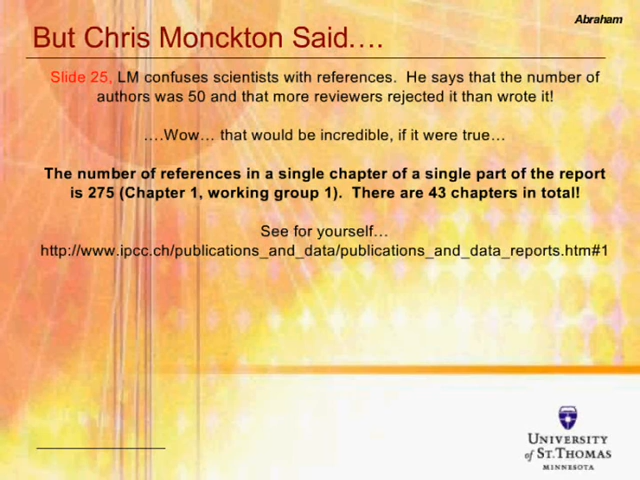 Abraham
But Chris Monckton Said….
Slide 25, LM confuses scientists with references. He says that the number of
authors was 50 and that more reviewers rejected it than wrote it!
….Wow… that would be incredible, if it were true…
The number of references in a single chapter of a single part of the report
is 275 (Chapter 1, working group 1). There are 43 chapters in total!
See for yourself…
http://www.ipcc.ch/publications_and_data/publications_and_data_reports.htm#1
UNIVERSITY
of ST. THOMAS
MINNESOTA